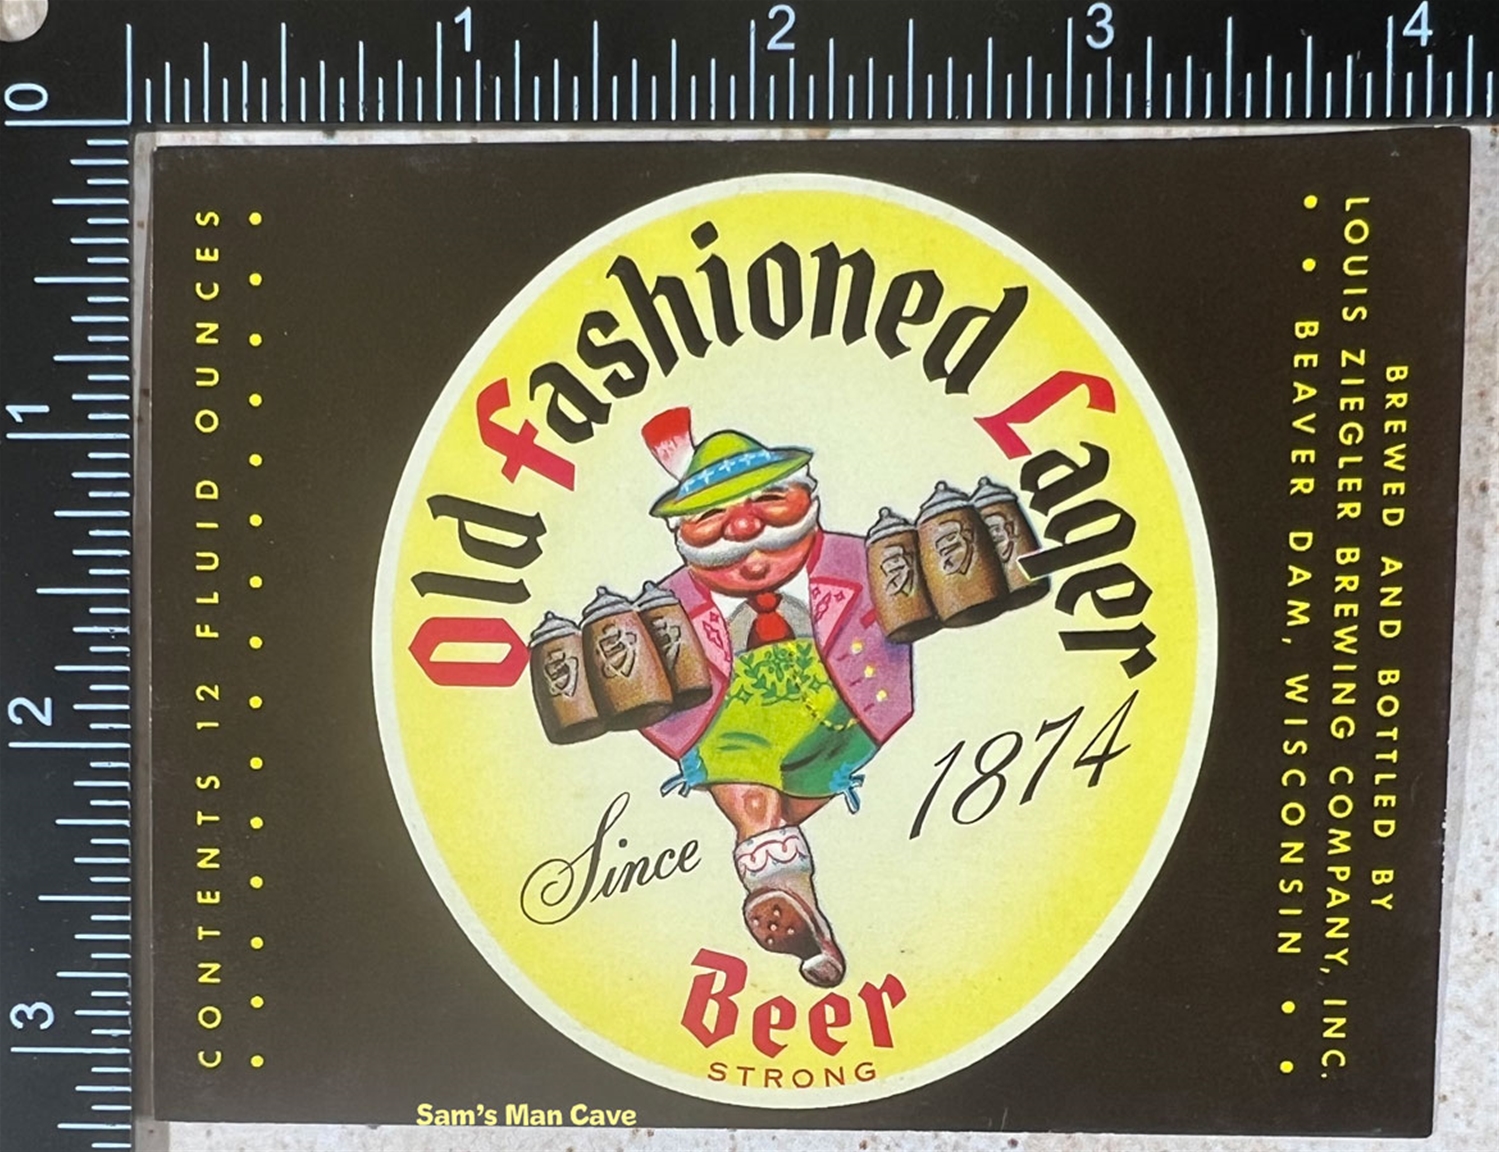 0 1 2 3 4
1
2
3
CONTENTS 12 FLUID OUNCES
Old fashioned Lager
Since 1874
Beer
STRONG
BREWED AND BOTTLED BY
LOUIS ZIEGLER BREWING COMPANY, INC.
• • BEAVER DAM, WISCONSIN • •
Sam's Man Cave